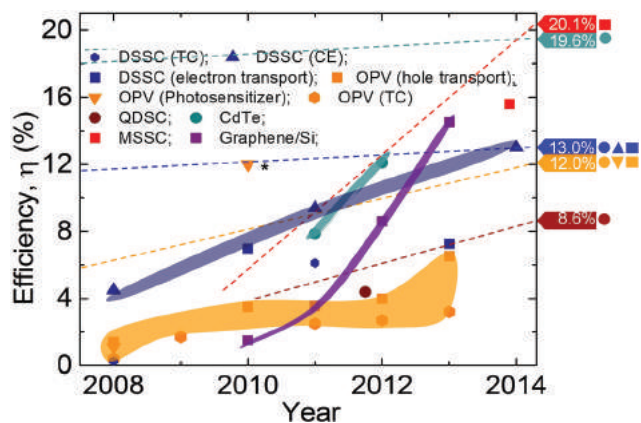 20
16
12
8
4
0
Efficiency, η (%)
DSSC (TC); DSSC (CE);
DSSC (electron transport); OPV (hole transport);
OPV (Photosensitizer); OPV (TC)
QDSC; CdTe;
MSSC; Graphene/Si;
*
20.1%
19.6%
13.0%
12.0%
8.6%
2008 2010 2012 2014
Year